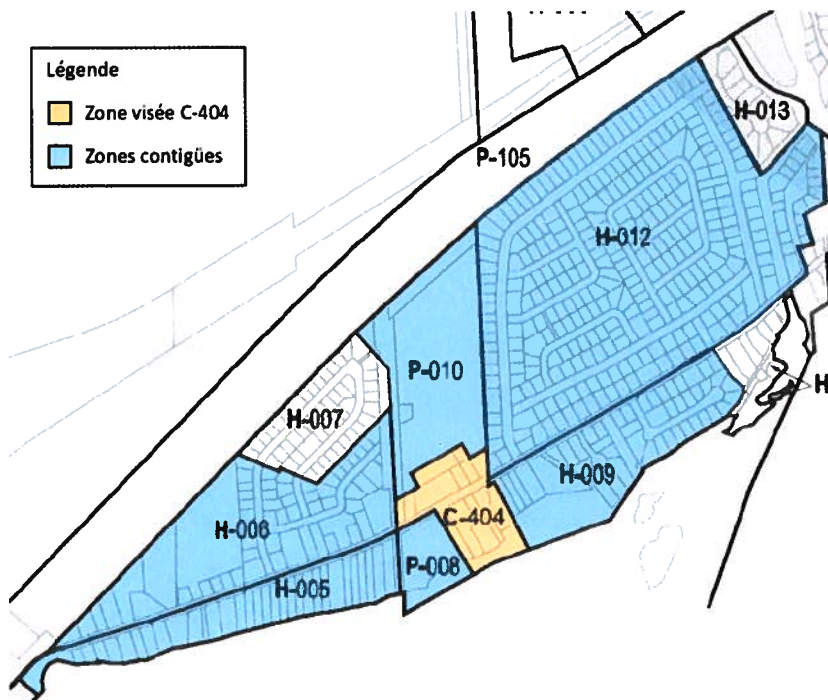 Légende
Zone visée C-404
Zones contigües
H-013
P-105
H-012
P-010
H-007
H-009
C-404
H-006
P-008
H-005
H